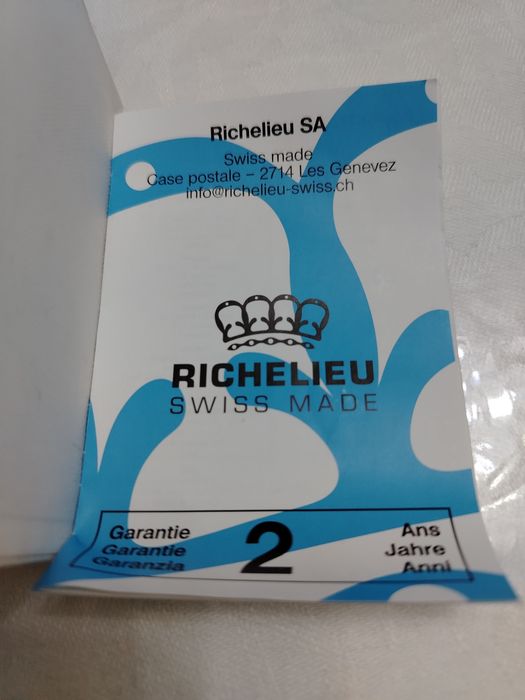 Richelieu SA
Swiss made
Case postale – 2714 Les Genevez
info@richelieu-swiss.ch
RICHELIEU
SWISS MADE
Garantie 2 Ans
Garantie Jahre
Garanzia Anni